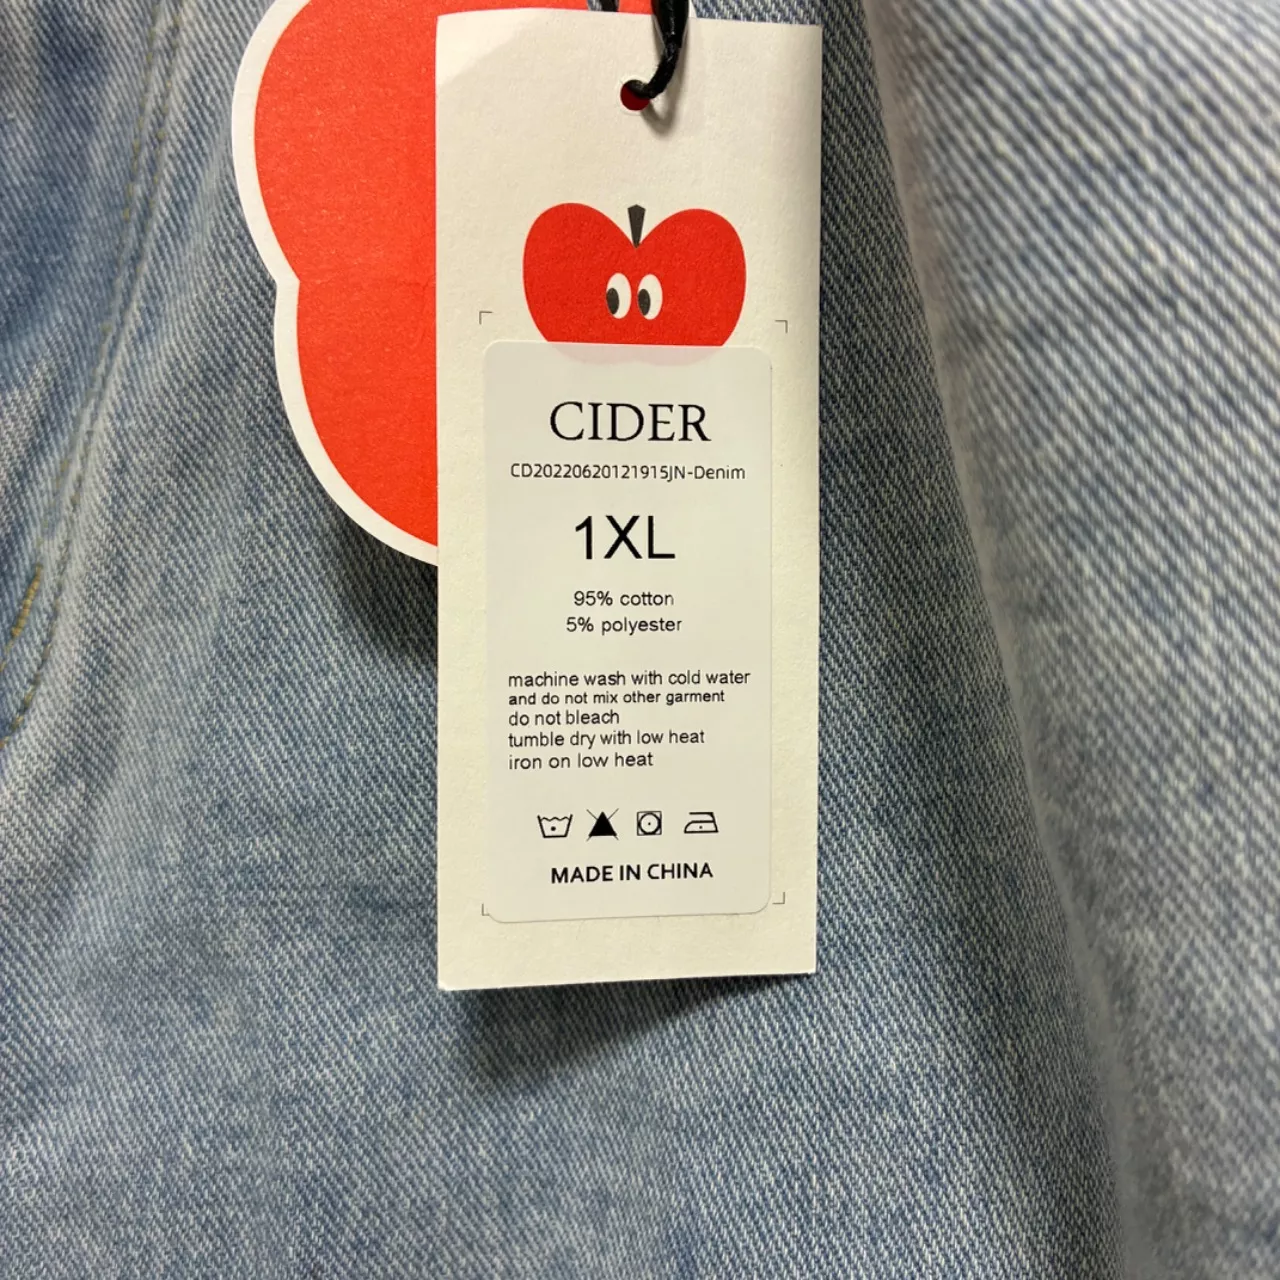 CIDER
CD20220620121915JN-Denim
1XL
95% cotton
5% polyester
machine wash with cold water
and do not mix other garment
do not bleach
tumble dry with low heat
iron on low heat
MADE IN CHINA